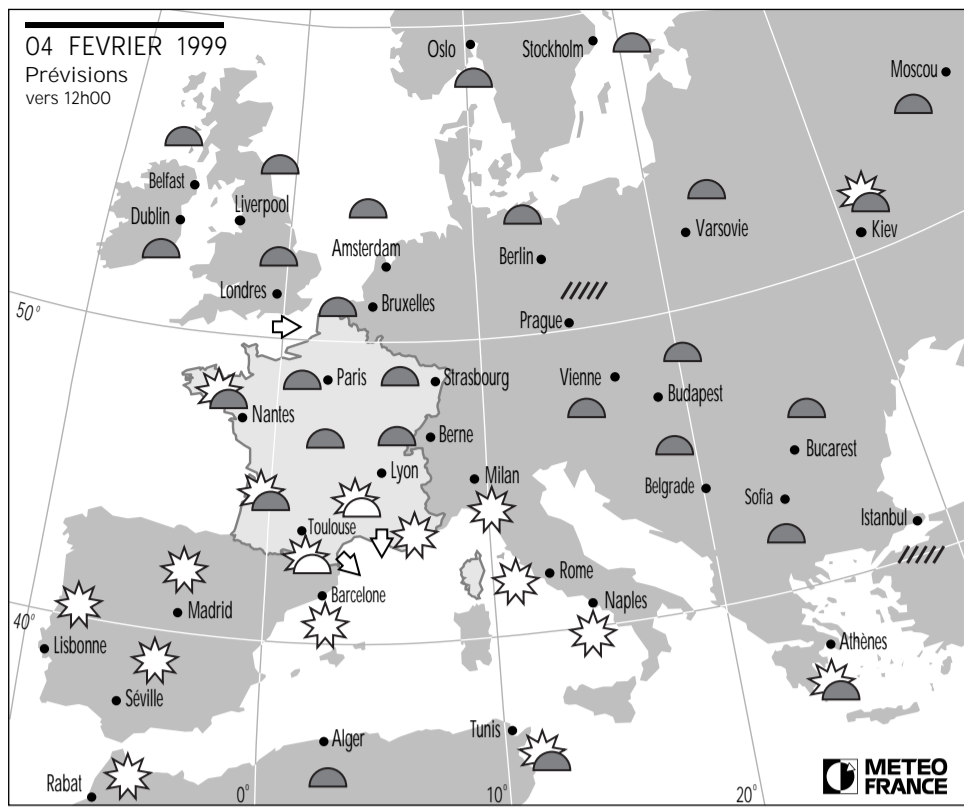 04 FEVRIER 1999
Prévisions
vers 12h00
Oslo
Stockholm
Moscou
Belfast
Dublin
Liverpool
Amsterdam
Berlin
Varsovie
Kiev
Londres
Bruxelles
50°
Prague
Paris
Strasbourg
Vienne
Budapest
Nantes
Berne
Bucarest
Lyon
Milan
Belgrade
Sofia
Istanbul
Toulouse
Rome
Barcelone
Naples
Madrid
40°
Lisbonne
Athènes
Séville
Alger
Tunis
Rabat
0°
10°
20°
METEO
FRANCE